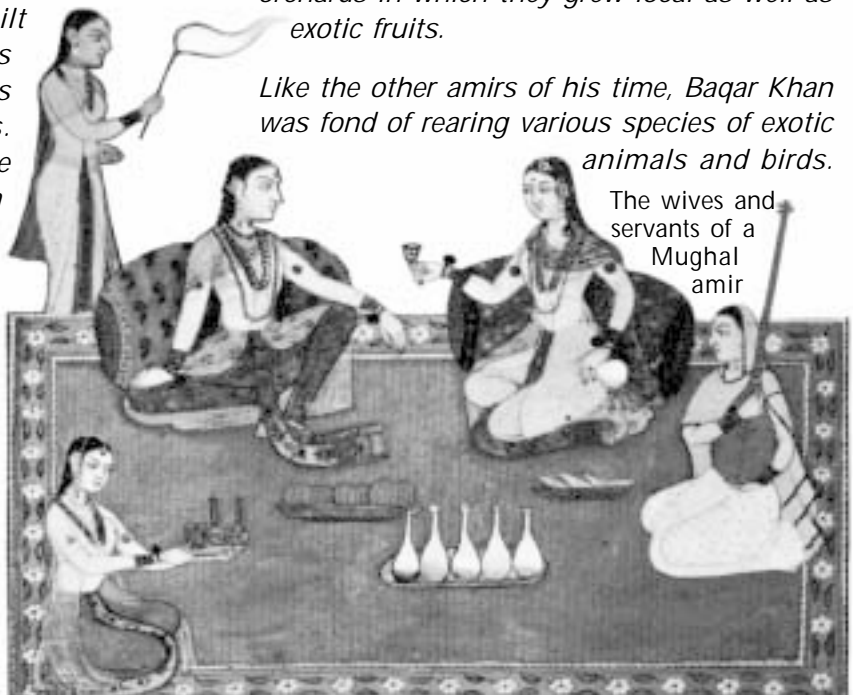 ilt
s
s
s.
e
orchards in which they grew local as well as
exotic fruits.
Like the other amirs of his time, Baqar Khan
was fond of rearing various species of exotic
animals and birds.
The wives and
servants of a
Mughal
amir